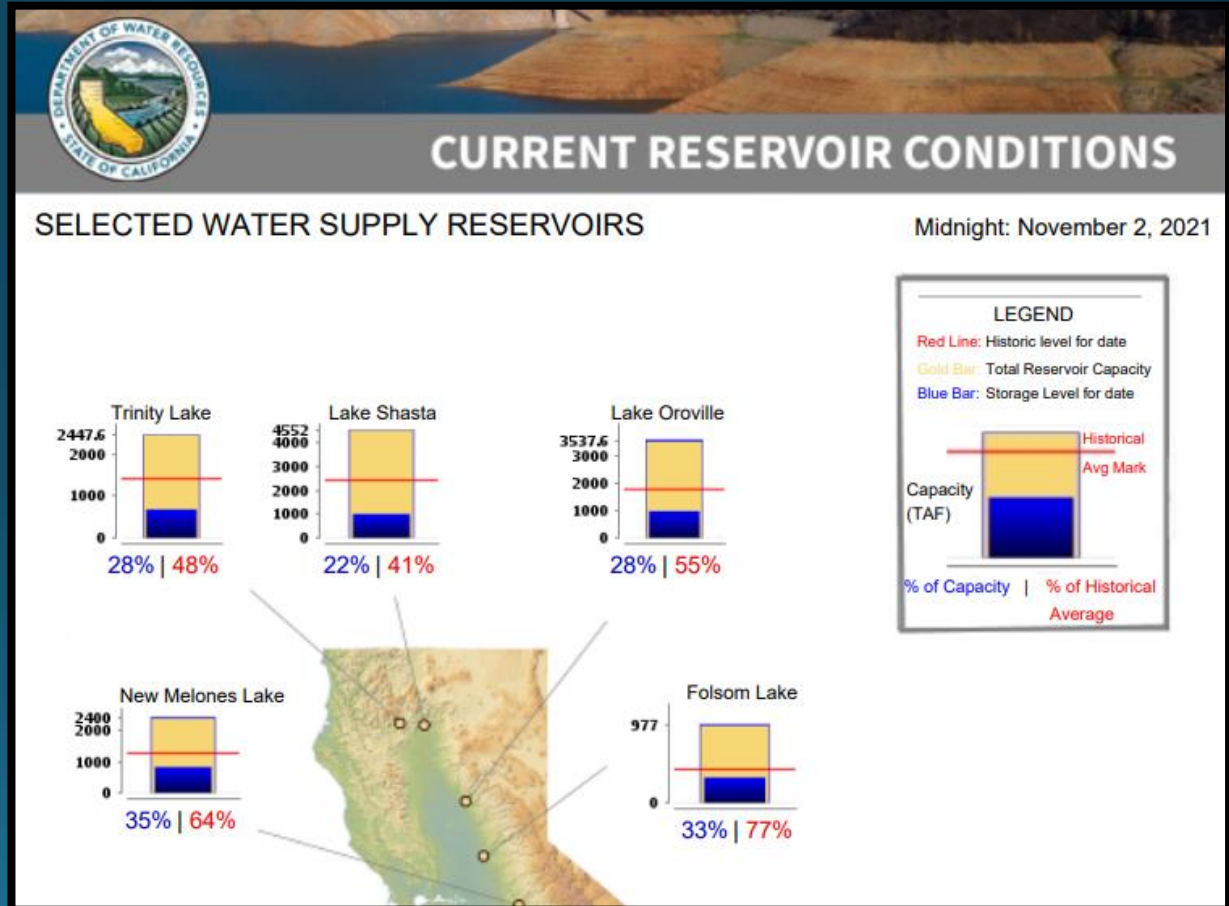 DEPARTMENT OF WATER RESOURCES
STATE OF CALIFORNIA
CURRENT RESERVOIR CONDITIONS
SELECTED WATER SUPPLY RESERVOIRS
Midnight: November 2, 2021
LEGEND
Red Line: Historic level for date
Gold Bar: Total Reservoir Capacity
Blue Bar: Storage Level for date
Historical
Avg Mark
Capacity
(TAF)
% of Capacity | % of Historical
Average
Trinity Lake
2447.6
2000
1000
0
28% | 48%
Lake Shasta
4552
4000
3000
2000
1000
0
22% | 41%
Lake Oroville
3537.6
3000
2000
1000
0
28% | 55%
New Melones Lake
2400
2000
1000
0
35% | 64%
Folsom Lake
977
0
33% | 77%